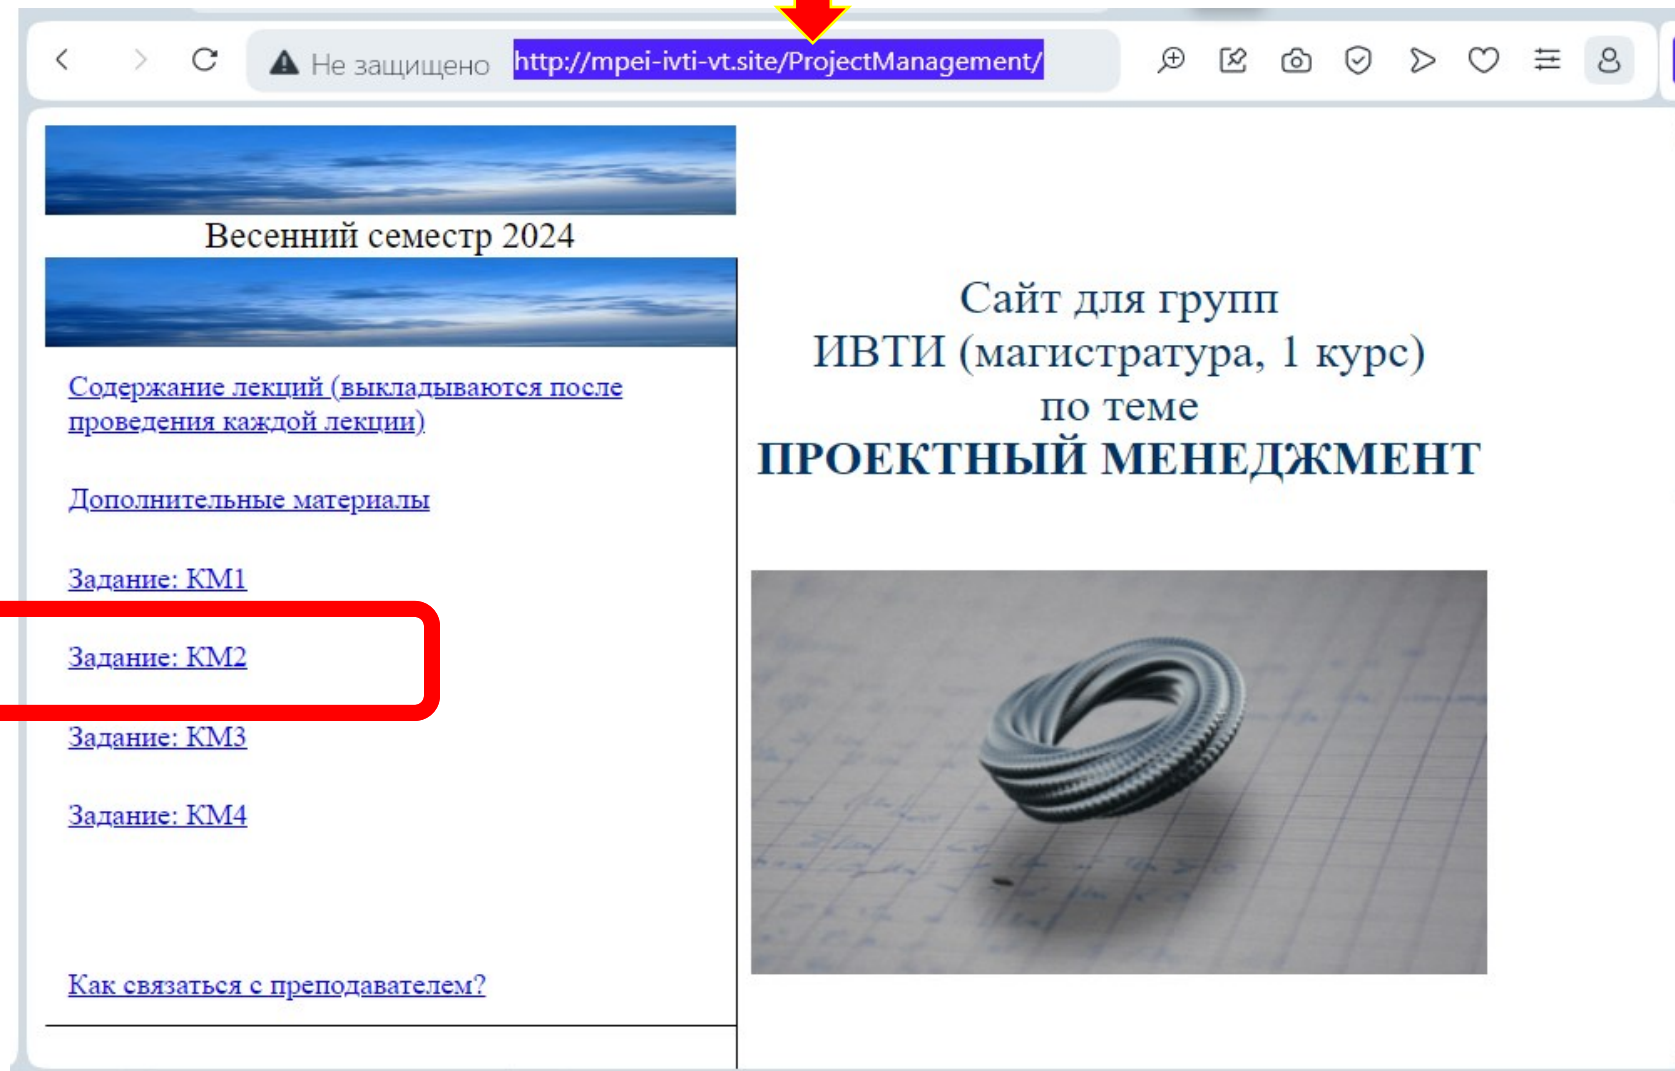 Не защищено http://mpei-ivti-vt.site/ProjectManagement/
Весенний семестр 2024
Содержание лекций (выкладываются после
проведения каждой лекции)
Дополнительные материалы
Задание: КМ1
Задание: КМ2
Задание: КМ3
Задание: КМ4
Как связаться с преподавателем?
Сайт для групп
ИВТИ (магистратура, 1 курс)
по теме
ПРОЕКТНЫЙ МЕНЕДЖМЕНТ